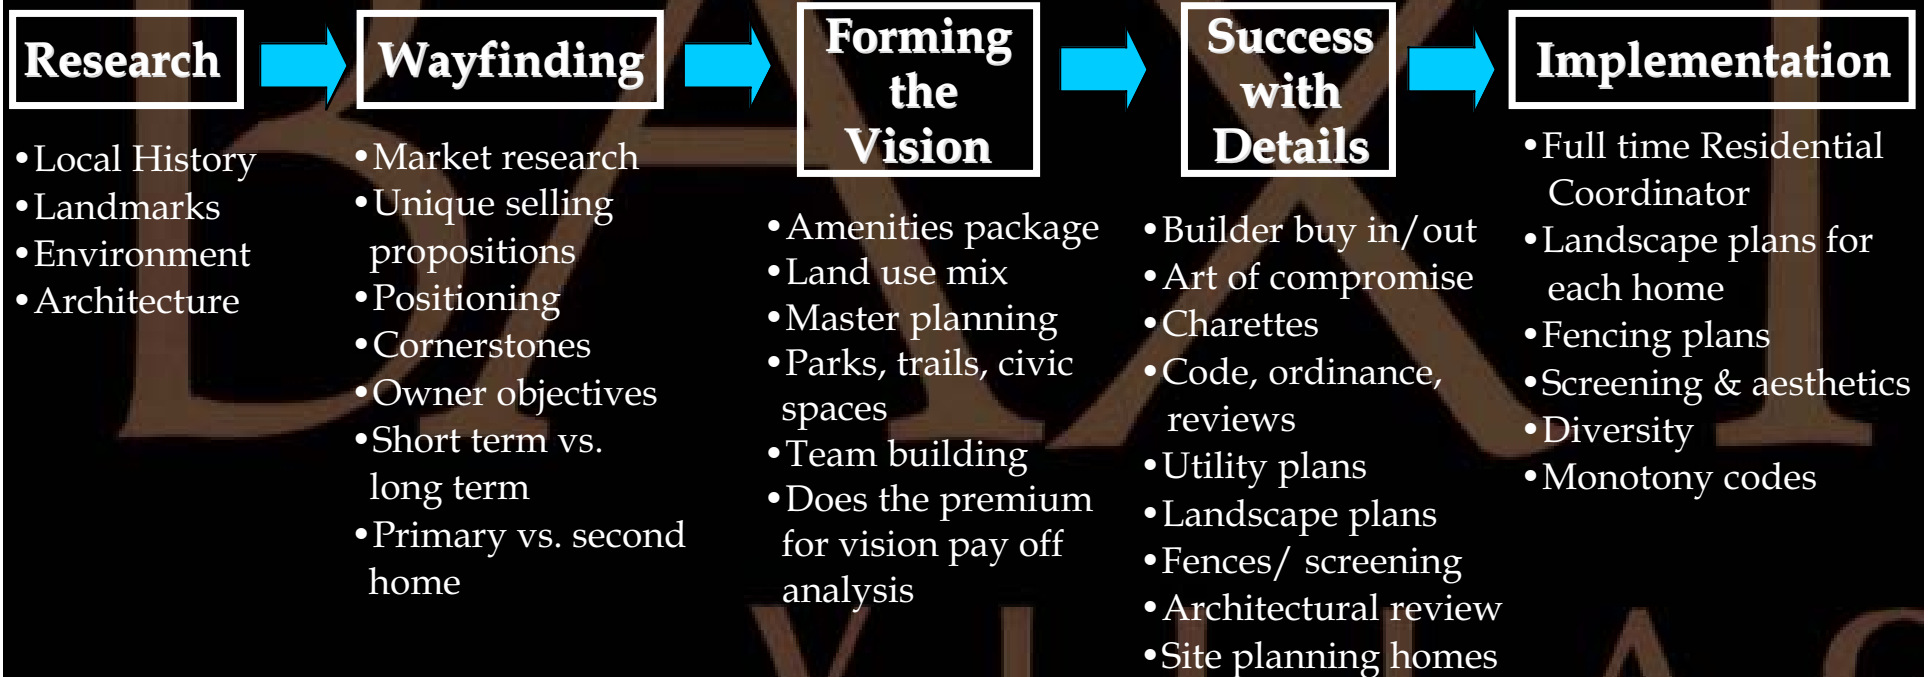 Research
•Local History
•Landmarks
•Environment
•Architecture
Wayfinding
•Market research
•Unique selling
propositions
•Positioning
•Cornerstones
•Owner objectives
•Short term vs.
long term
•Primary vs. second
home
Forming
the
Vision
•Amenities package
•Land use mix
•Master planning
•Parks, trails, civic
spaces
•Team building
•Does the premium
for vision pay off
analysis
Success
with
Details
•Builder buy in/out
•Art of compromise
•Charettes
•Code, ordinance,
reviews
•Utility plans
•Landscape plans
•Fences/ screening
•Architectural review
•Site planning homes
Implementation
•Full time Residential
Coordinator
•Landscape plans for
each home
•Fencing plans
•Screening & aesthetics
•Diversity
•Monotony codes